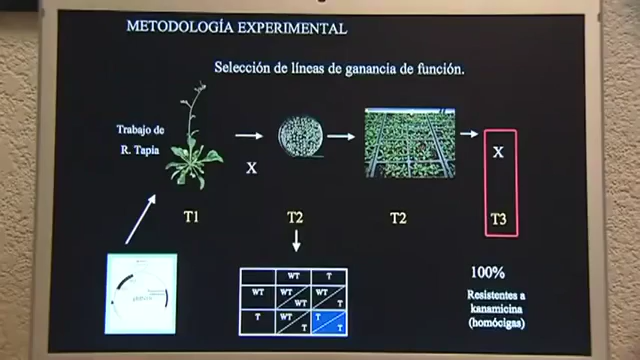 METODOLOGÍA EXPERIMENTAL
Selección de líneas de ganancia de función.
Trabajo de
R. Tapia
X
X
T1
T2
T2
T3
WT
T
WT
WT
WT
WT
T
T
WT
T
T
T
100%
Resistentes a
kanamicina
(homócigas)